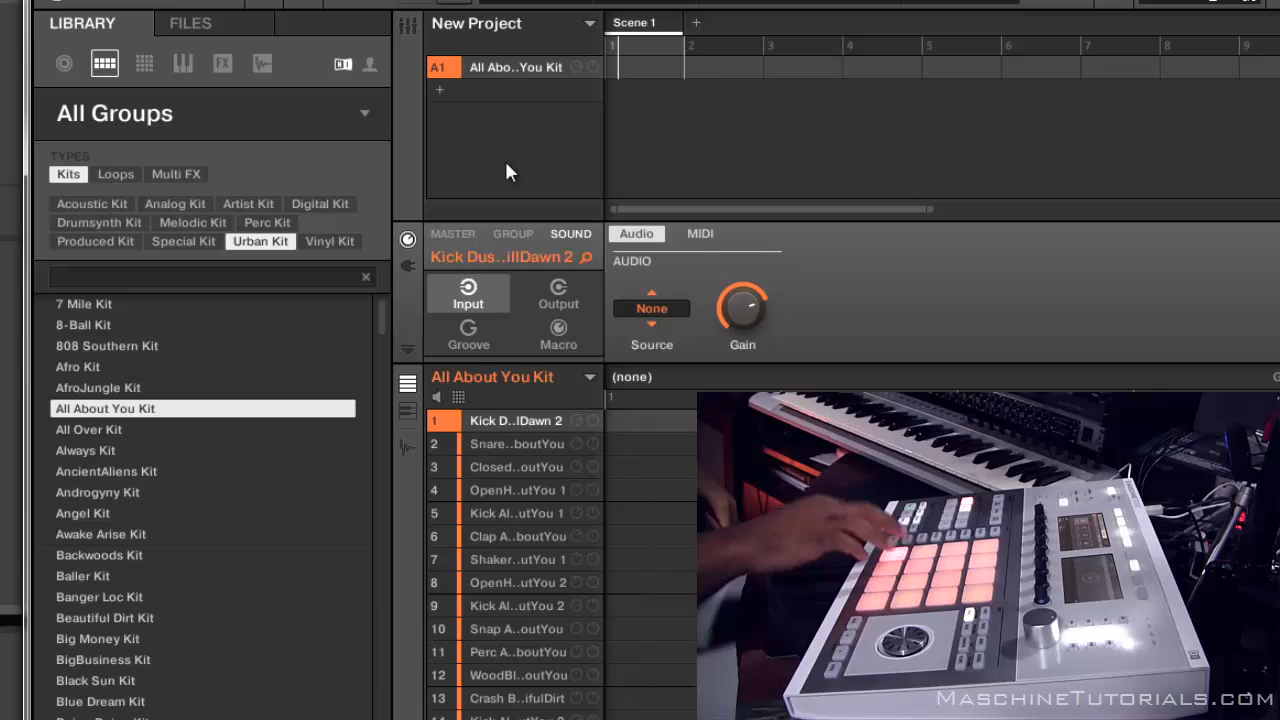 LIBRARY
FILES
FX
All Groups
TYPES
Kits
Loops
Multi FX
Acoustic Kit
Analog Kit
Artist Kit
Digital Kit
Drumsynth Kit
Melodic Kit
Perc Kit
Produced Kit
Special Kit
Urban Kit
Vinyl Kit
7 Mile Kit
8-Ball Kit
808 Southern Kit
Afro Kit
AfroJungle Kit
All About You Kit
All Over Kit
Always Kit
AncientAliens Kit
Androgyny Kit
Angel Kit
Awake Arise Kit
Backwoods Kit
Baller Kit
Banger Loc Kit
Beautiful Dirt Kit
Big Money Kit
BigBusiness Kit
Black Sun Kit
Blue Dream Kit
New Project
Scene 1
1 2 3 4 5 6 7 8 9
A1
All Abo..You Kit
MASTER
GROUP
SOUND
Kick Dus..illDawn 2
Input
Output
Groove
Macro
Audio
MIDI
AUDIO
None
Source
Gain
All About You Kit
(none)
1
1 Kick D..lDawn 2
2 Snare..boutYou
3 Closed..outYou
4 OpenH..utYou 1
5 Kick Al..utYou 1
6 Clap A..boutYou
7 Shaker..utYou 1
8 OpenH..utYou 2
9 Kick Al..utYou 2
10 Snap A..outYou
11 Perc A..boutYou
12 WoodBl..outYou
13 Crash B..ifulDirt
MaschineTutorials.com